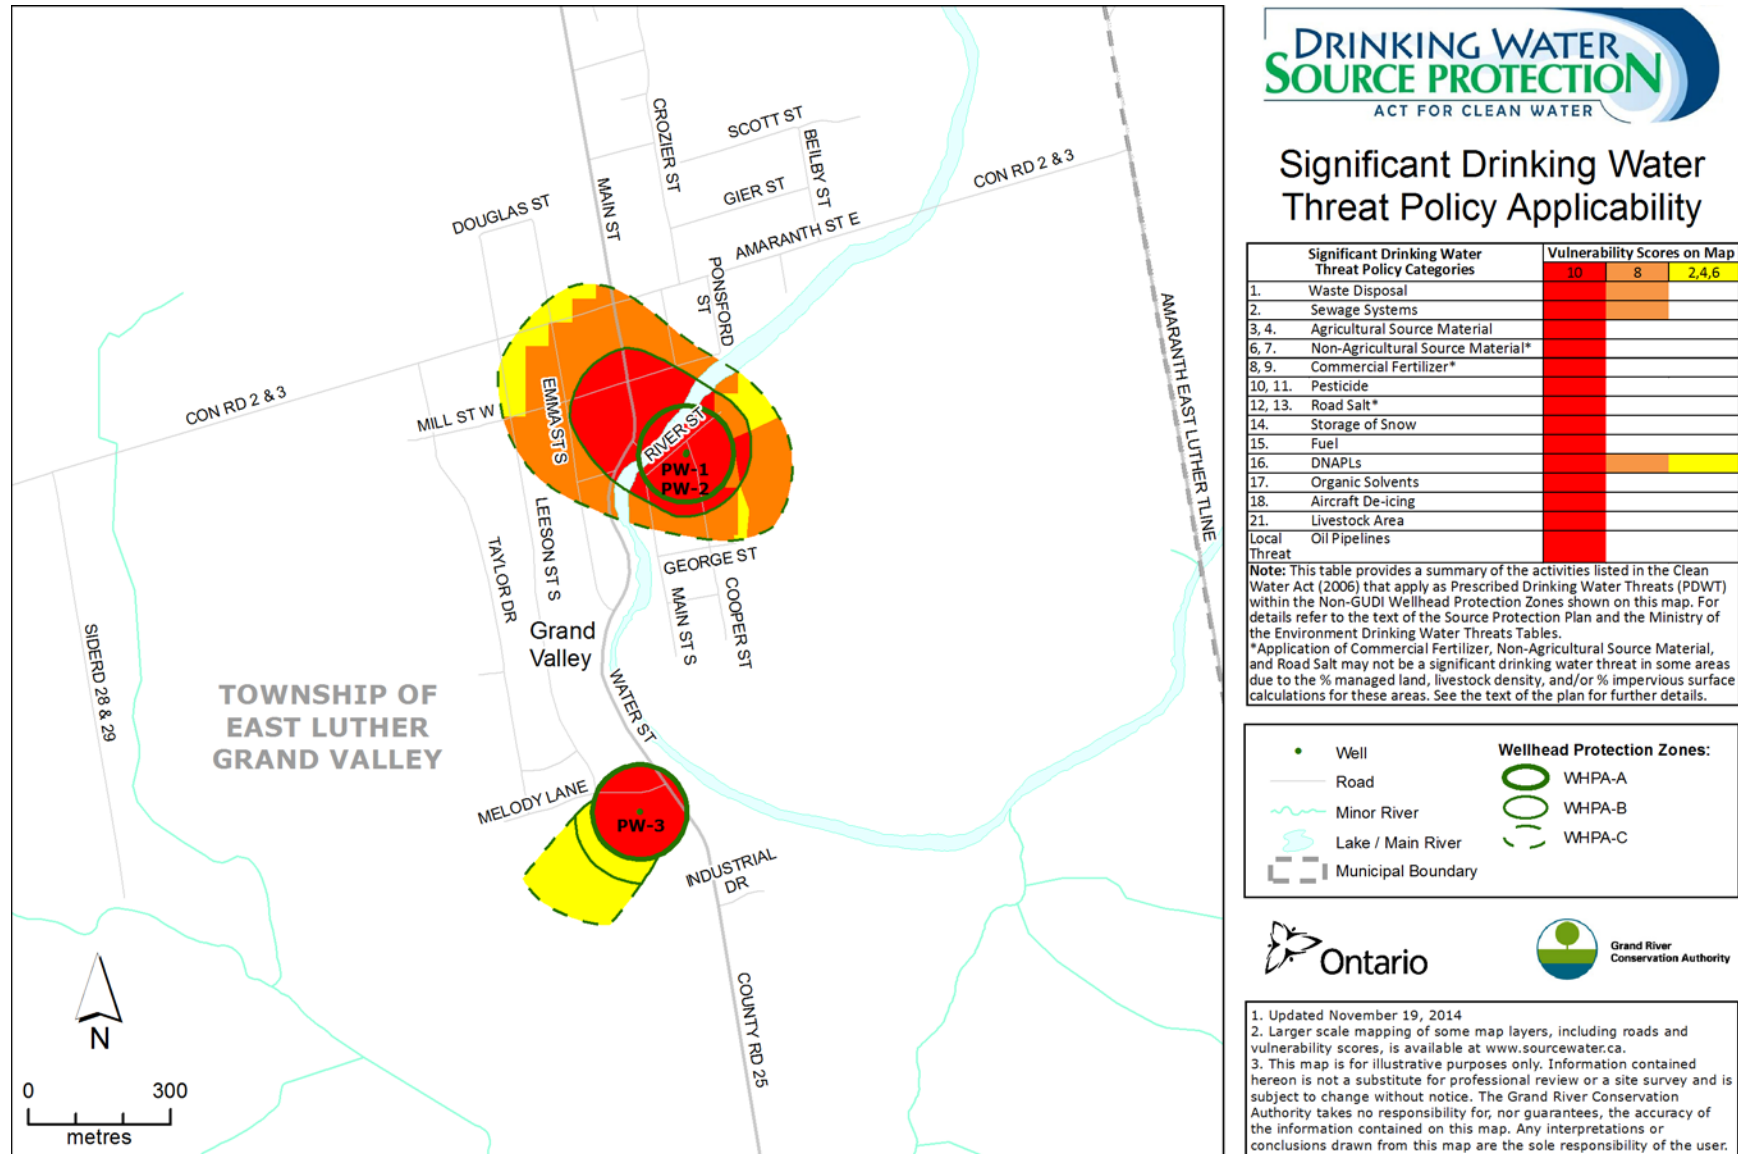 DRINKING WATER
SOURCE PROTECTION
ACT FOR CLEAN WATER
Significant Drinking Water
Threat Policy Applicability
Significant Drinking Water
Threat Policy Categories
Vulnerability Scores on Map
10 8 2,4,6
1. Waste Disposal
2. Sewage Systems
3, 4. Agricultural Source Material
6, 7. Non-Agricultural Source Material*
8, 9. Commercial Fertilizer*
10, 11. Pesticide
12, 13. Road Salt*
14. Storage of Snow
15. Fuel
16. DNAPLs
17. Organic Solvents
18. Aircraft De-icing
21. Livestock Area
Local Oil Pipelines
Threat
Note: This table provides a summary of the activities listed in the Clean
Water Act (2006) that apply as Prescribed Drinking Water Threats (PDWT)
within the Non-GUDI Wellhead Protection Zones shown on this map. For
details refer to the text of the Source Protection Plan and the Ministry of
the Environment Drinking Water Threats Tables.
*Application of Commercial Fertilizer, Non-Agricultural Source Material,
and Road Salt may not be a significant drinking water threat in some areas
due to the % managed land, livestock density, and/or % impervious surface
calculations for these areas. See the text of the plan for further details.
Well
Road
Minor River
Lake / Main River
Municipal Boundary
Wellhead Protection Zones:
WHPA-A
WHPA-B
WHPA-C
Ontario
Grand River
Conservation Authority
1. Updated November 19, 2014
2. Larger scale mapping of some map layers, including roads and
vulnerability scores, is available at www.sourcewater.ca.
3. This map is for illustrative purposes only. Information contained
hereon is not a substitute for professional review or a site survey and is
subject to change without notice. The Grand River Conservation
Authority takes no responsibility for, nor guarantees, the accuracy of
the information contained on this map. Any interpretations or
conclusions drawn from this map are the sole responsibility of the user.
CROZIER ST
SCOTT ST
BEILBY ST
GIER ST
CON RD 2 & 3
MAIN ST
DOUGLAS ST
AMARANTH ST E
PONSFORD
ST
AMARANTH EAST LUTHER TLINE
CON RD 2 & 3
MILL ST W
EMMA ST S
RIVER ST
PW-1
PW-2
LEESON ST S
TAYLOR DR
GEORGE ST
MAIN ST S
COOPER ST
Grand
Valley
SIDERD 28 & 29
TOWNSHIP OF
EAST LUTHER
GRAND VALLEY
WATER ST
MELODY LANE
PW-3
INDUSTRIAL
DR
COUNTY RD 25
N
0 300
metres